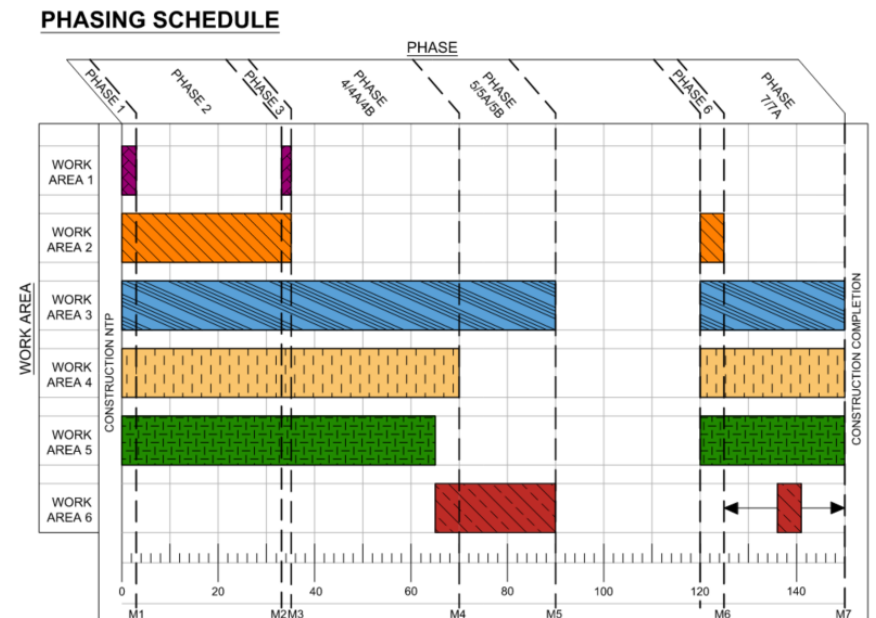 PHASING SCHEDULE
PHASE
PHASE 1
PHASE 2
PHASE 3
PHASE
4/4A/4B
PHASE
5/5A/5B
PHASE 6
PHASE
7/7A
WORK AREA
WORK
AREA 1
WORK
AREA 2
WORK
AREA 3
WORK
AREA 4
WORK
AREA 5
WORK
AREA 6
CONSTRUCTION NTP
CONSTRUCTION COMPLETION
0 20 40 60 80 100 120 140
M1 M2 M3 M4 M5 M6 M7